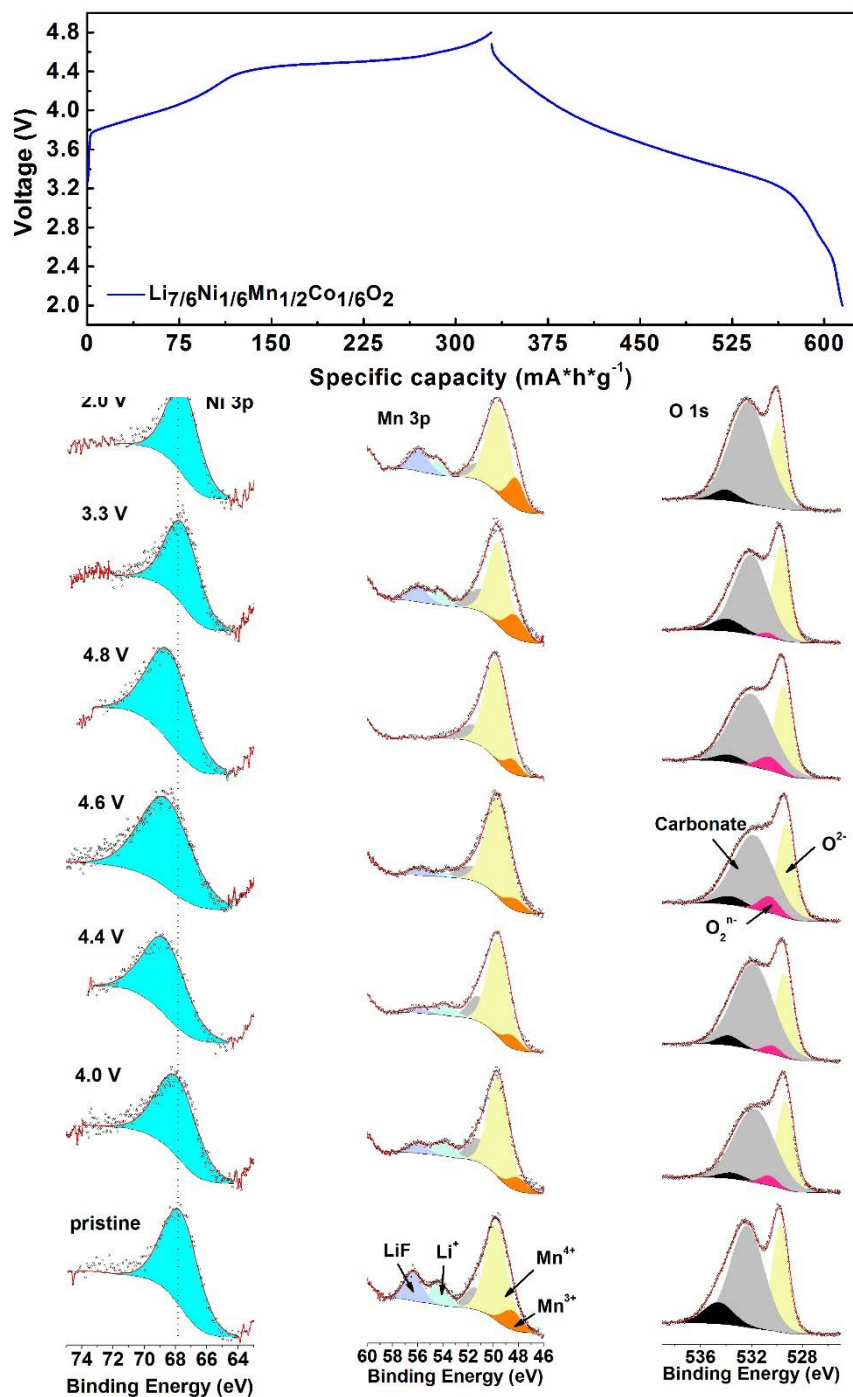 4.8
4.4
4.0
3.6
3.2
2.8
2.4
2.0
Voltage (V)
Li7/6Ni1/6Mn1/2Co1/6O2
0 75 150 225 300 375 450 525 600
Specific capacity (mA*h*g-1)
2.0 V
Ni 3p
Mn 3p
O 1s
3.3 V
4.8 V
4.6 V
Carbonate
O2-
O2n-
4.4 V
4.0 V
pristine
LiF
Li+
Mn4+
Mn3+
74 72 70 68 66 64
Binding Energy (eV)
60 58 56 54 52 50 48 46
Binding Energy (eV)
536 532 528
Binding Energy (eV)